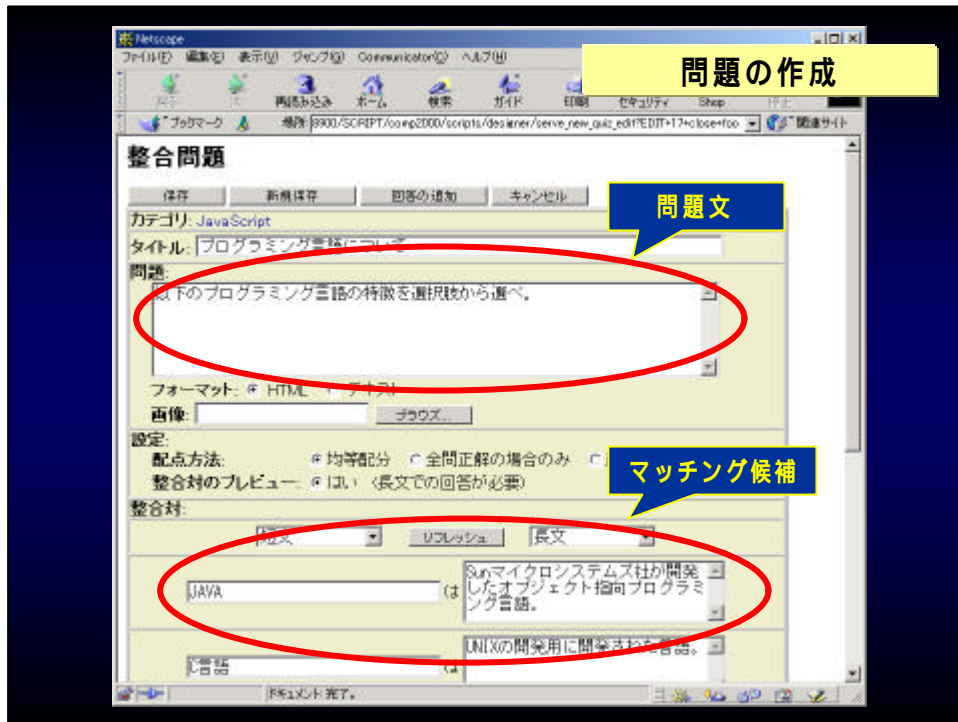 Netscape
ファイル(F) 編集(E) 表示(V) ジャンプ(G) Communicator(C) ヘルプ(H)
問題の作成
再読み込み ホーム 検索 ガイド 印刷 セキュリティ Shop 停止
ブックマーク 場所: 8900/SCRIPT/comp2000/scripts/designer/serve_new_quiz_edit?EDIT+17+close+foo 関連サイト
整合問題
保存 新規保存 回答の追加 キャンセル
問題文
カテゴリ: JavaScript
タイトル: プログラミング言語について
問題:
以下のプログラミング言語の特徴を選択肢から選べ。
フォーマット: HTML テキスト
画像: ブラウズ...
設定:
配点方法: 均等配分 全問正解の場合のみ
マッチング候補
整合対のプレビュー: はい (長文での回答が必要)
整合対:
短文 リフレッシュ 長文
JAVA は Sunマイクロシステムズ社が開発
したオブジェクト指向プログラミ
ング言語。
C言語 は UNIXの開発用に開発された言語。
ドキュメント:完了。